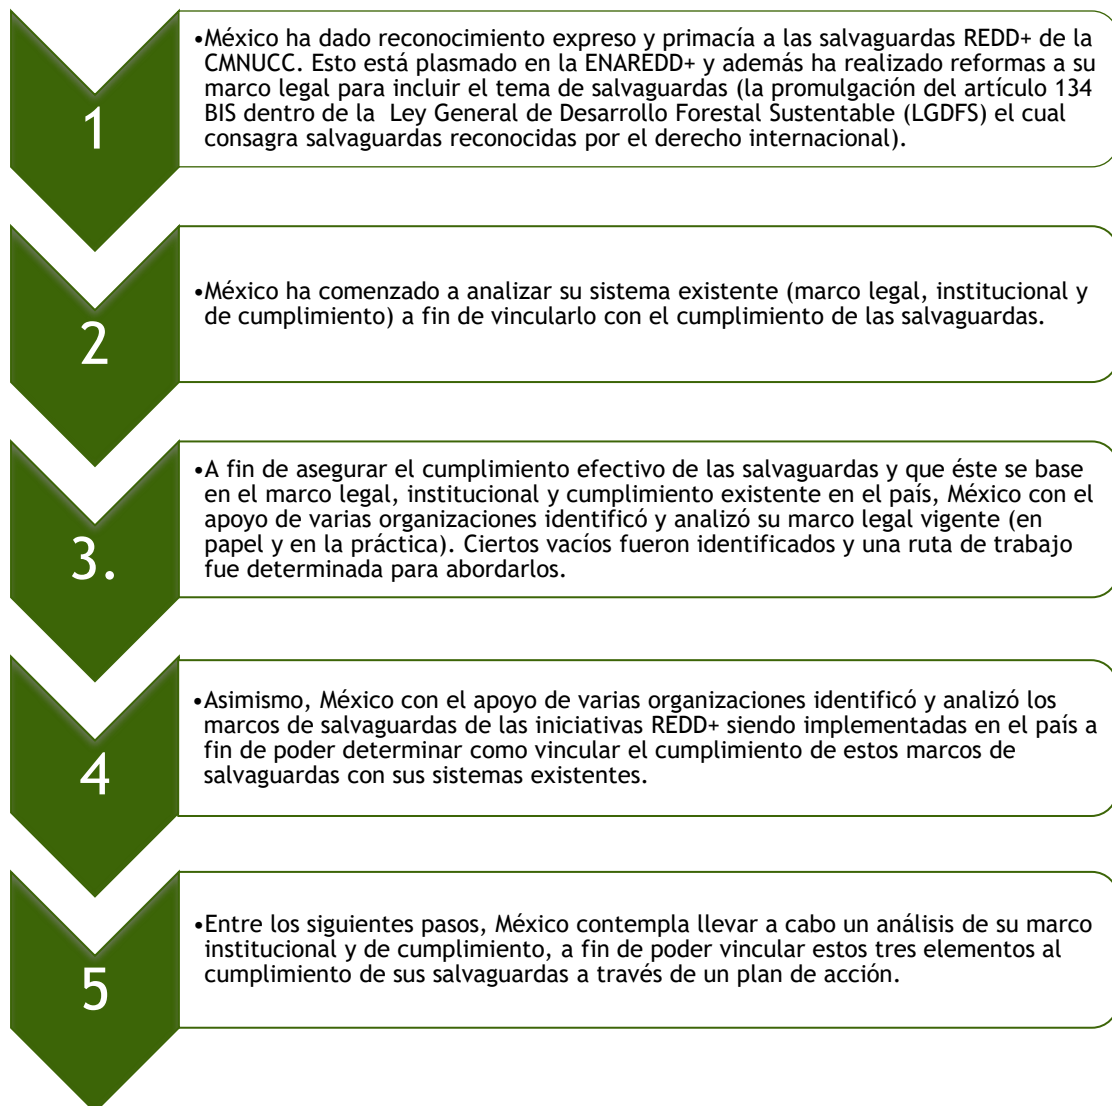 •México ha dado reconocimiento expreso y primacía a las salvaguardas REDD+ de la
CMNUCC. Esto está plasmado en la ENAREDD+ y además ha realizado reformas a su
marco legal para incluir el tema de salvaguardas (la promulgación del artículo 134
BIS dentro de la  Ley General de Desarrollo Forestal Sustentable (LGDFS) el cual
consagra salvaguardas reconocidas por el derecho internacional).
1
•México ha comenzado a analizar su sistema existente (marco legal, institucional y
de cumplimiento) a fin de vincularlo con el cumplimiento de las salvaguardas.
2
•A fin de asegurar el cumplimiento efectivo de las salvaguardas y que éste se base
en el marco legal, institucional y cumplimiento existente en el país, México con el
apoyo de varias organizaciones identificó y analizó su marco legal vigente (en
papel y en la práctica). Ciertos vacíos fueron identificados y una ruta de trabajo
fue determinada para abordarlos.
3.
•Asimismo, México con el apoyo de varias organizaciones identificó y analizó los
marcos de salvaguardas de las iniciativas REDD+ siendo implementadas en el país a
fin de poder determinar como vincular el cumplimiento de estos marcos de
salvaguardas con sus sistemas existentes.
4
•Entre los siguientes pasos, México contempla llevar a cabo un análisis de su marco
institucional y de cumplimiento, a fin de poder vincular estos tres elementos al
cumplimiento de sus salvaguardas a través de un plan de acción.
5